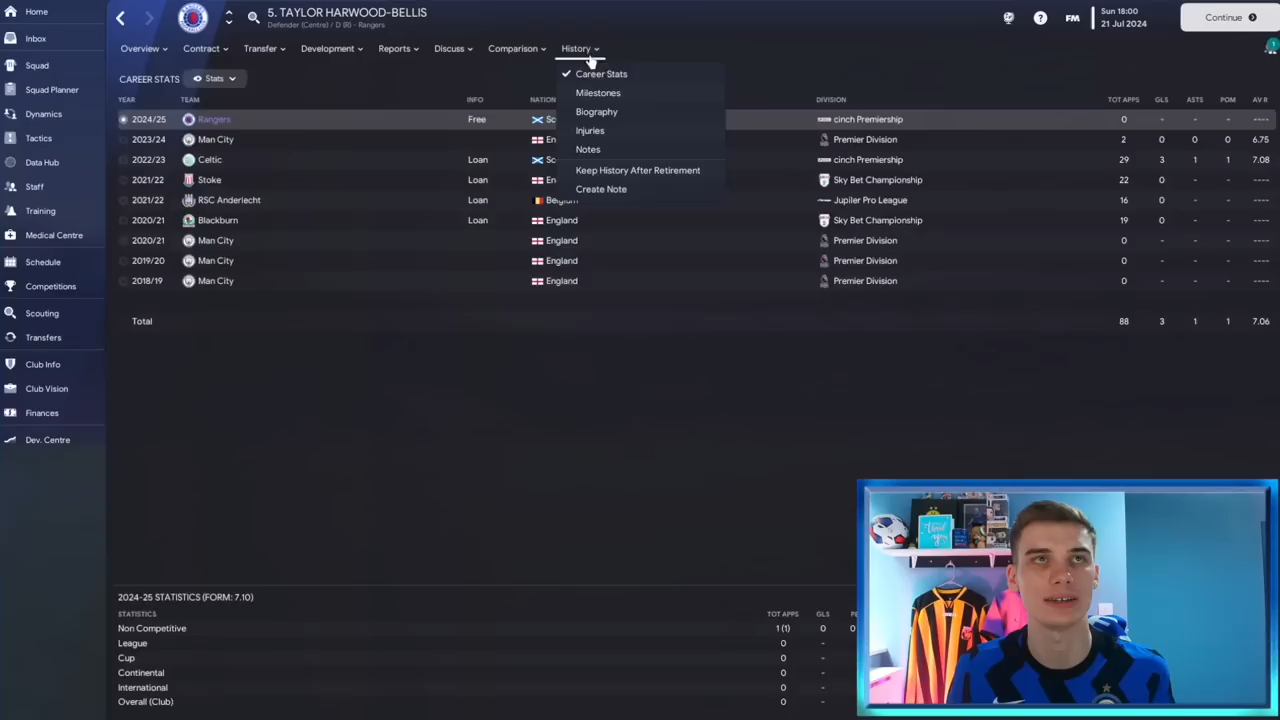 Home
Inbox
Squad
Squad Planner
Dynamics
Tactics
Data Hub
Staff
Training
Medical Centre
Schedule
Competitions
Scouting
Transfers
Club Info
Club Vision
Finances
Dev. Centre
5. TAYLOR HARWOOD-BELLIS
Defender (Centre) / D (R) - Rangers
FM
Sun 18:00
21 Jul 2024
Continue
Overview Contract Transfer Development Reports Discuss Comparison History
CAREER STATS Stats
Career Stats
Milestones
Biography
Injuries
Notes
Keep History After Retirement
Create Note
YEAR TEAM INFO NATION DIVISION TOT APPS GLS ASTS POM AV R
2024/25 Rangers Free Sc cinch Premiership 0 - - - ----
2023/24 Man City En Premier Division 2 0 0 0 6.75
2022/23 Celtic Loan Sc cinch Premiership 29 3 1 1 7.08
2021/22 Stoke Loan En Sky Bet Championship 22 0 - - ----
2021/22 RSC Anderlecht Loan Belgium Jupiler Pro League 16 0 - - ----
2020/21 Blackburn Loan England Sky Bet Championship 19 0 - - ----
2020/21 Man City England Premier Division 0 - - - ----
2019/20 Man City England Premier Division 0 - - - ----
2018/19 Man City England Premier Division 0 - - - ----
Total 88 3 1 1 7.06
2024-25 STATISTICS (FORM: 7.10)
STATISTICS TOT APPS GLS
Non Competitive 1 (1) 0 0
League 0 -
Cup 0 -
Continental 0 -
International 0 -
Overall (Club) 0 -
thank
you